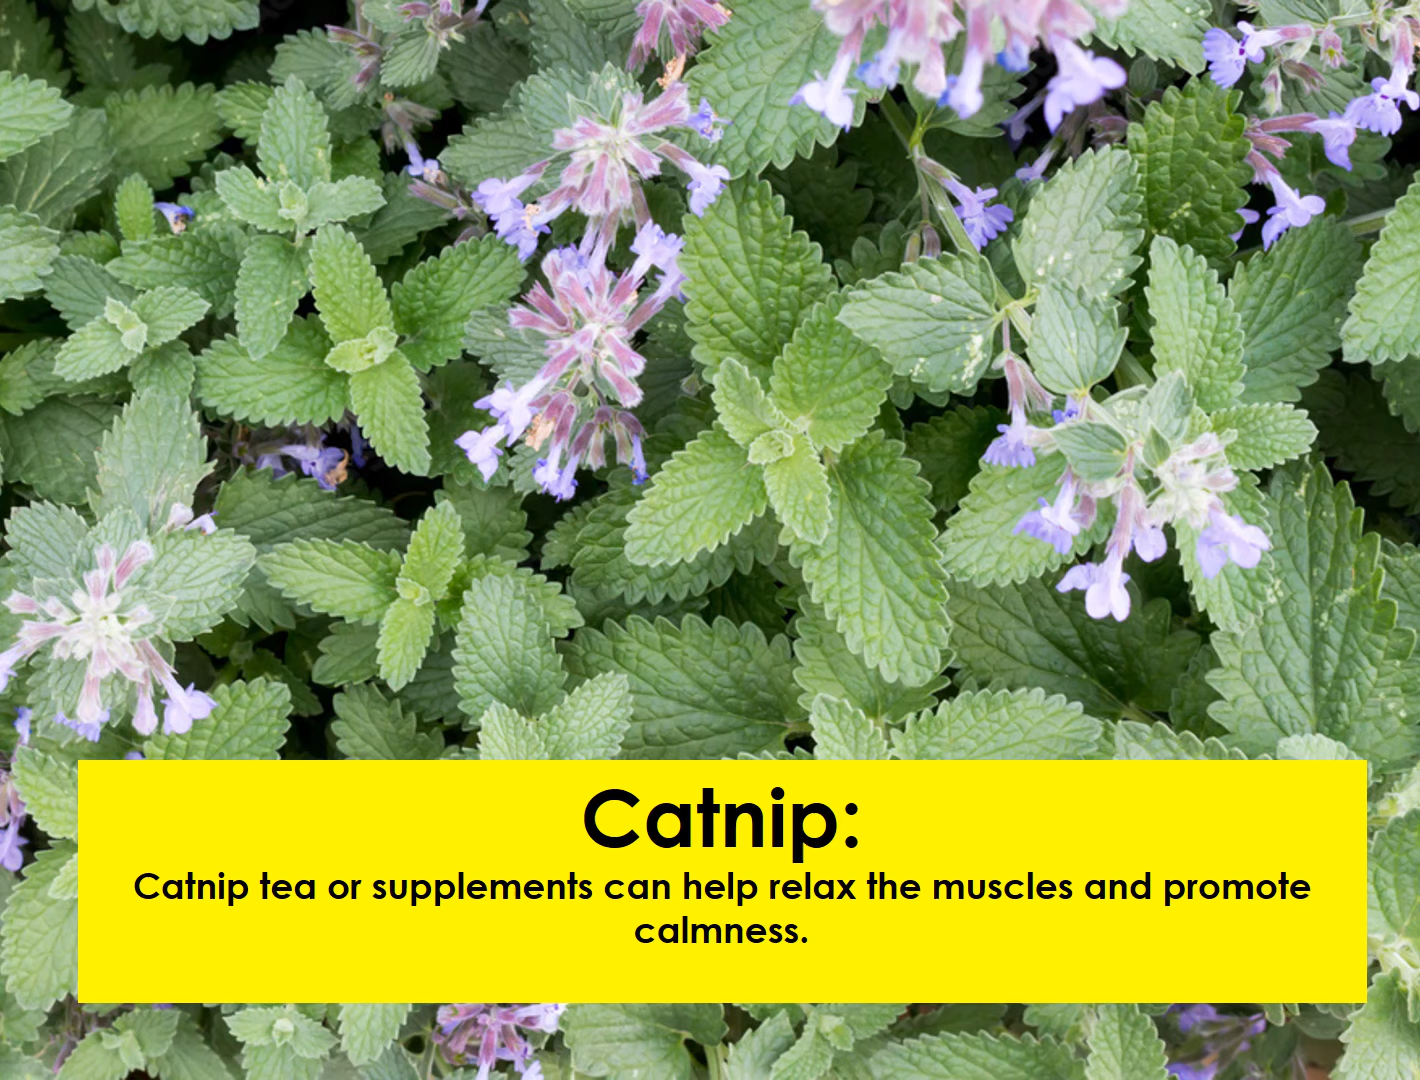 Catnip:
Catnip tea or supplements can help relax the muscles and promote
calmness.